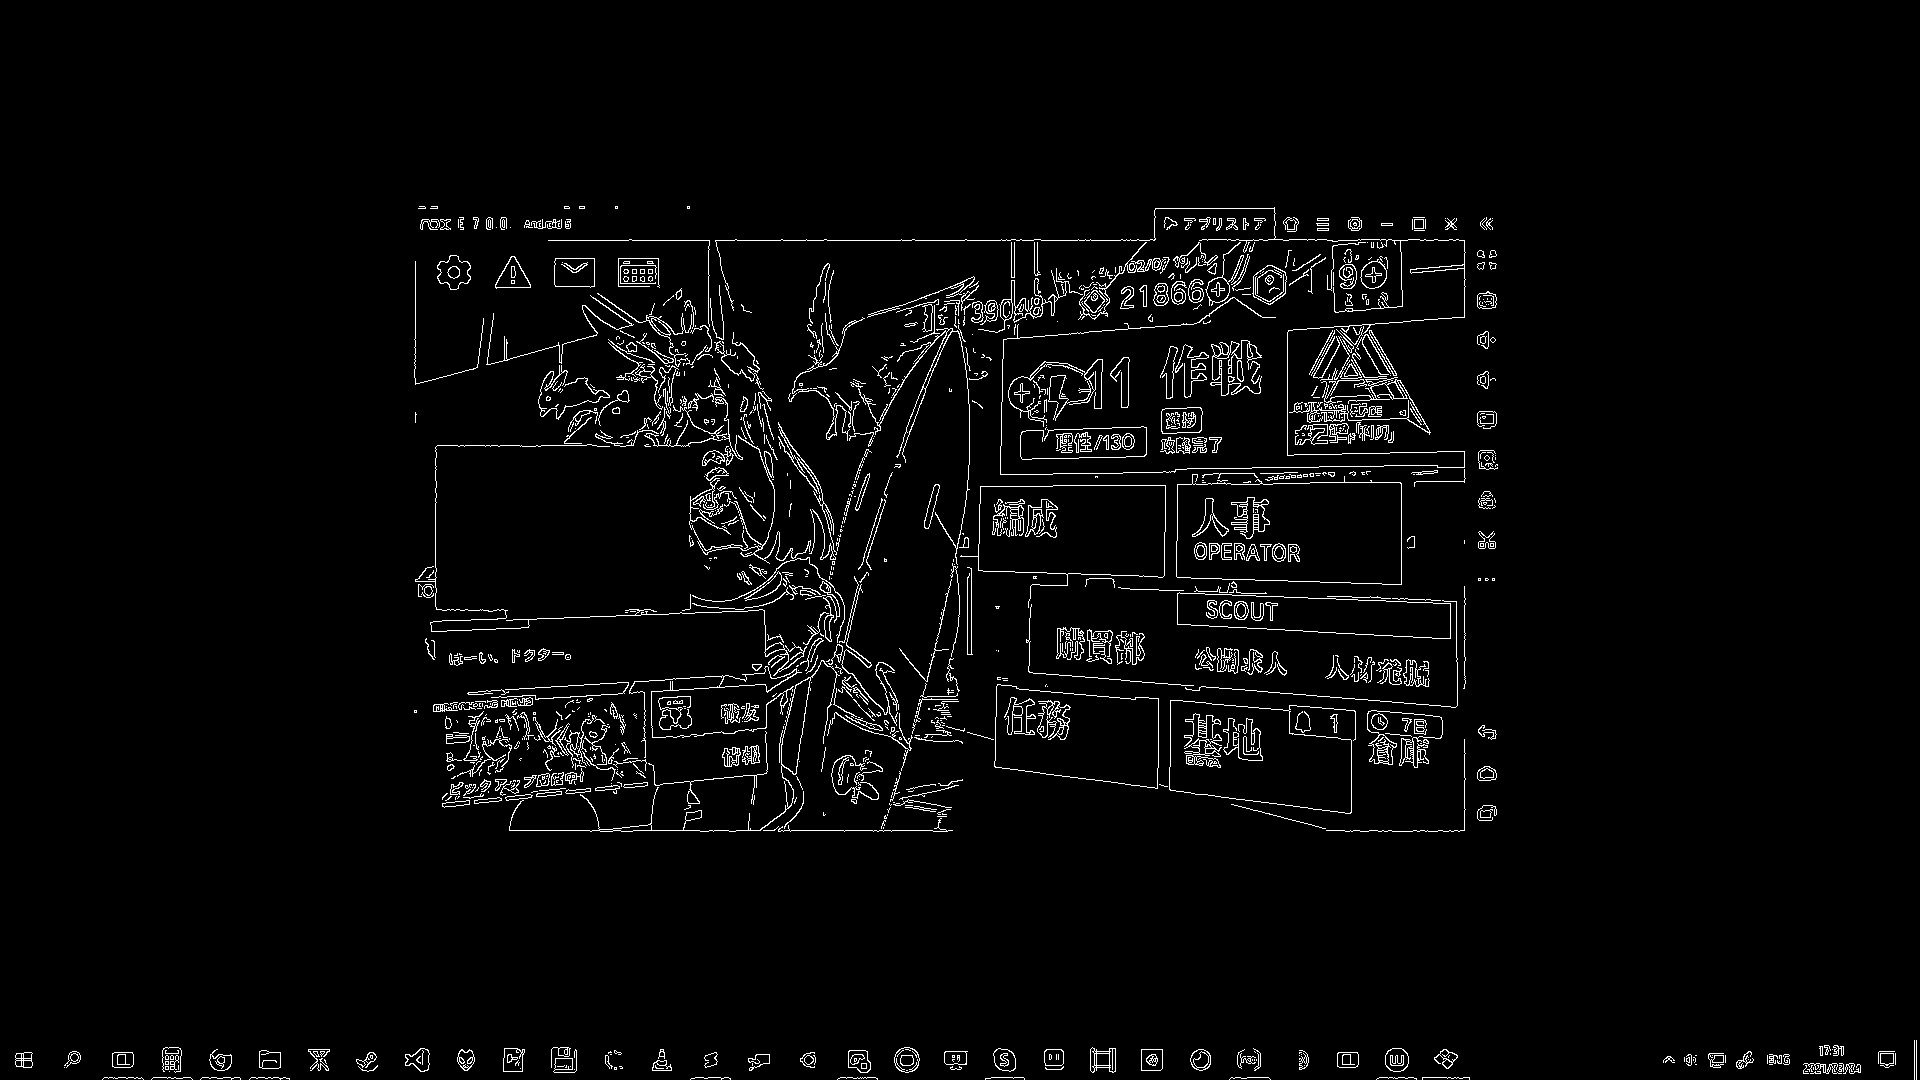 nox E 7.0.0. Android 5
アプリストア
390481
21866
19
11
作戦
進捗
理性/130
攻略完了
編成
人事
OPERATOR
SCOUT
購買部
公開求人
人材発掘
はーい、ドクター。
戦友
情報
任務
基地
1
7日
倉庫
ENG
17:31
2021/03/04